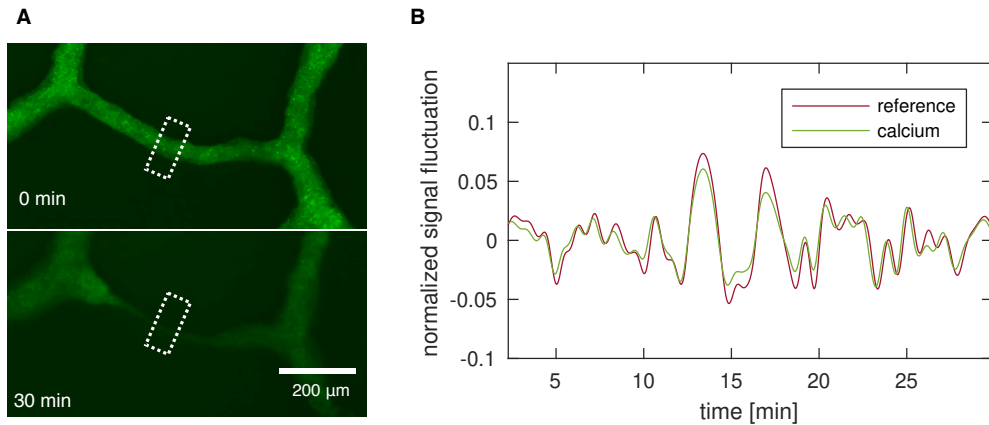 A
0 min
30 min
200 µm
B
normalized signal fluctuation
0.1
0.05
0
-0.05
-0.1
reference
calcium
5
10
15
20
25
time [min]